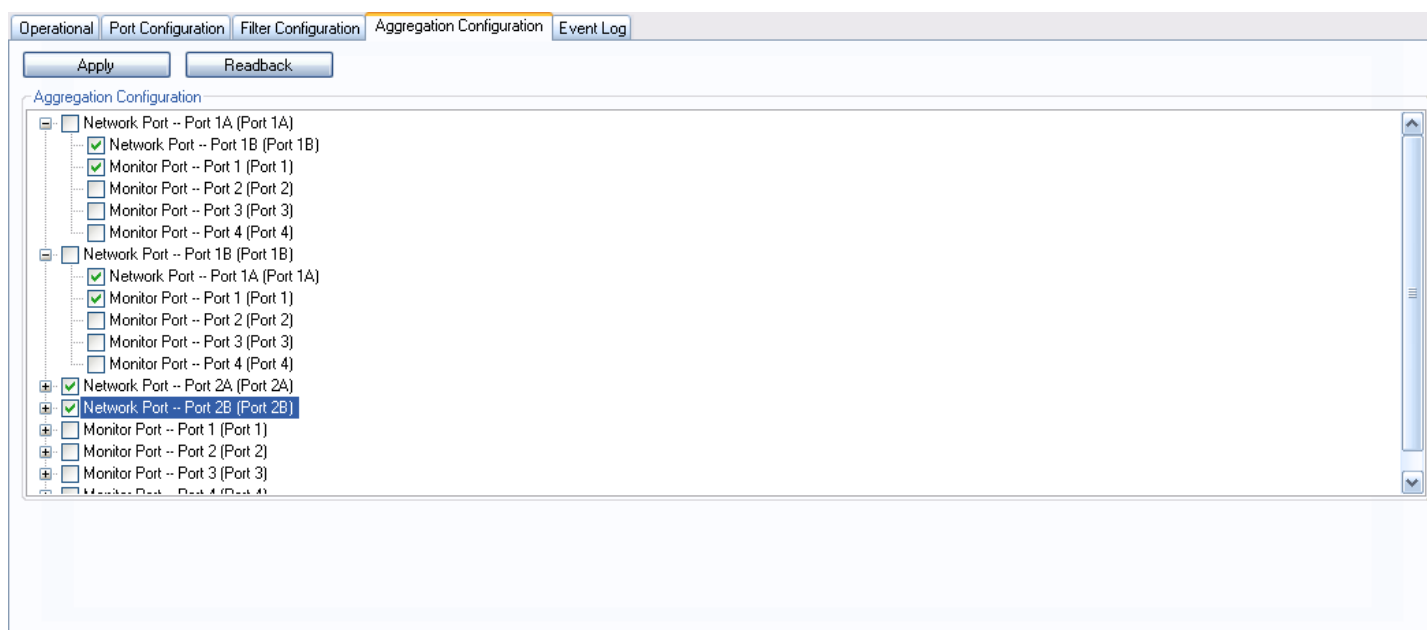 Operational Port Configuration Filter Configuration Aggregation Configuration Event Log
Apply Readback
Aggregation Configuration
Network Port -- Port 1A (Port 1A)
Network Port -- Port 1B (Port 1B)
Monitor Port -- Port 1 (Port 1)
Monitor Port -- Port 2 (Port 2)
Monitor Port -- Port 3 (Port 3)
Monitor Port -- Port 4 (Port 4)
Network Port -- Port 1B (Port 1B)
Network Port -- Port 1A (Port 1A)
Monitor Port -- Port 1 (Port 1)
Monitor Port -- Port 2 (Port 2)
Monitor Port -- Port 3 (Port 3)
Monitor Port -- Port 4 (Port 4)
Network Port -- Port 2A (Port 2A)
Network Port -- Port 2B (Port 2B)
Monitor Port -- Port 1 (Port 1)
Monitor Port -- Port 2 (Port 2)
Monitor Port -- Port 3 (Port 3)
Monitor Port -- Port 4 (Port 4)